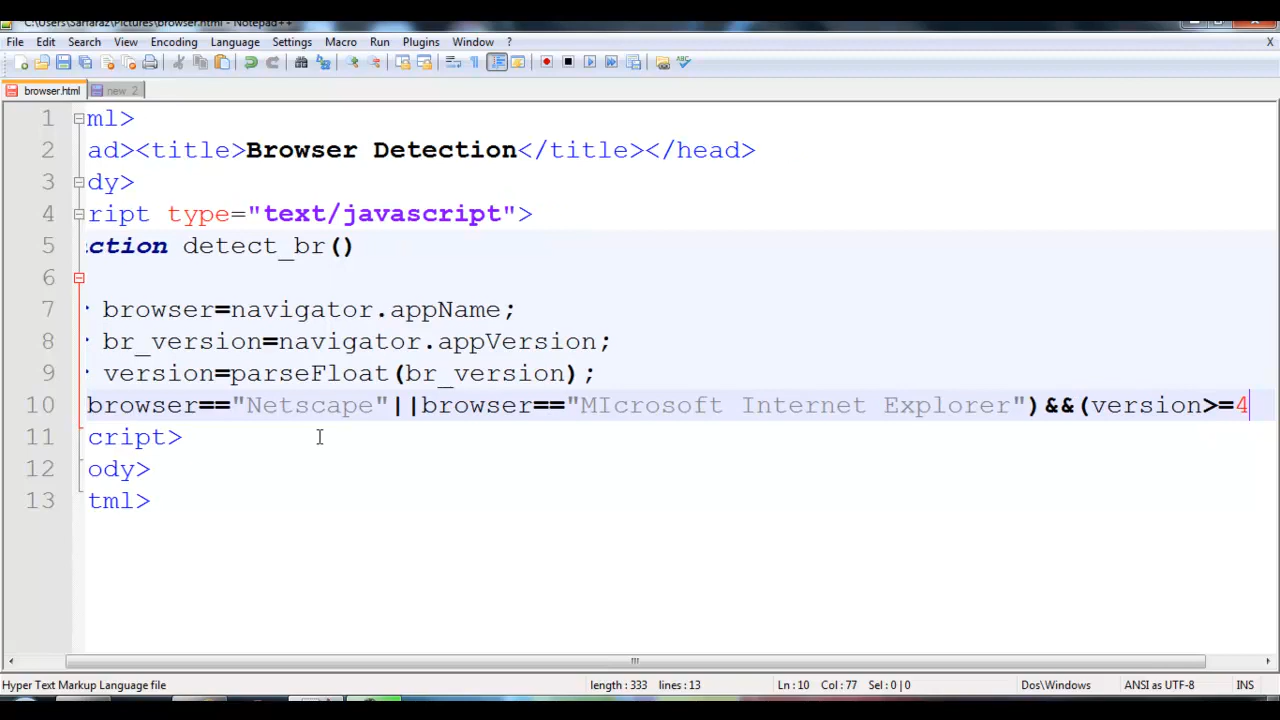 C:\Users\Sarfaraz\Pictures\browser.html - Notepad++
File Edit Search View Encoding Language Settings Macro Run Plugins Window ? X
browser.html new 2
1 ml>
2 ad><title>Browser Detection</title></head>
3 dy>
4 ript type="text/javascript">
5 ction detect_br()
6
7 browser=navigator.appName;
8 br_version=navigator.appVersion;
9 version=parseFloat(br_version);
10 browser=="Netscape"||browser=="MIcrosoft Internet Explorer")&&(version>=4
11 cript>
12 ody>
13 tml>
Hyper Text Markup Language file length : 333 lines : 13 Ln : 10 Col : 77 Sel : 0 | 0 Dos\Windows ANSI as UTF-8 INS